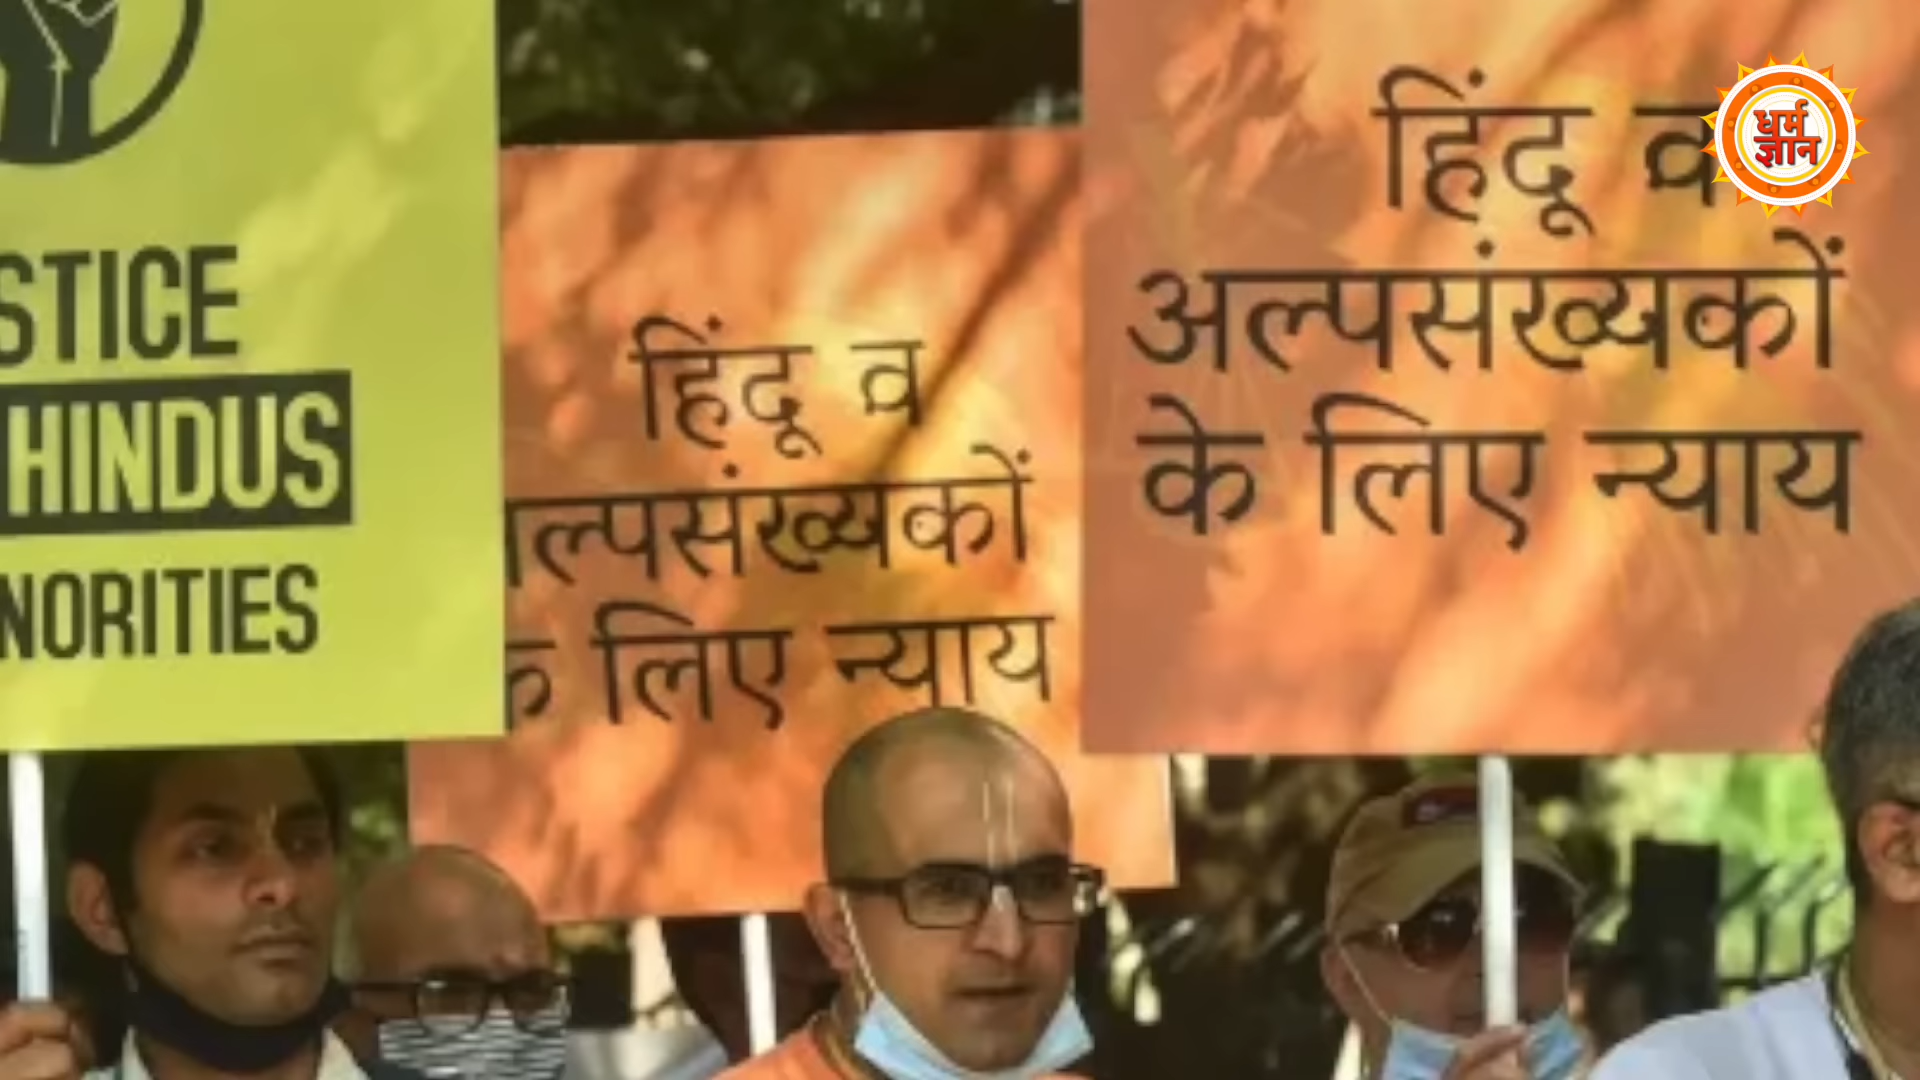 STICE
HINDUS
NORITIES
हिंदू व
ल्पसंख्यकों
लिए न्याय
हिंदू व
अल्पसंख्यकों
के लिए न्याय
धर्म
ज्ञान